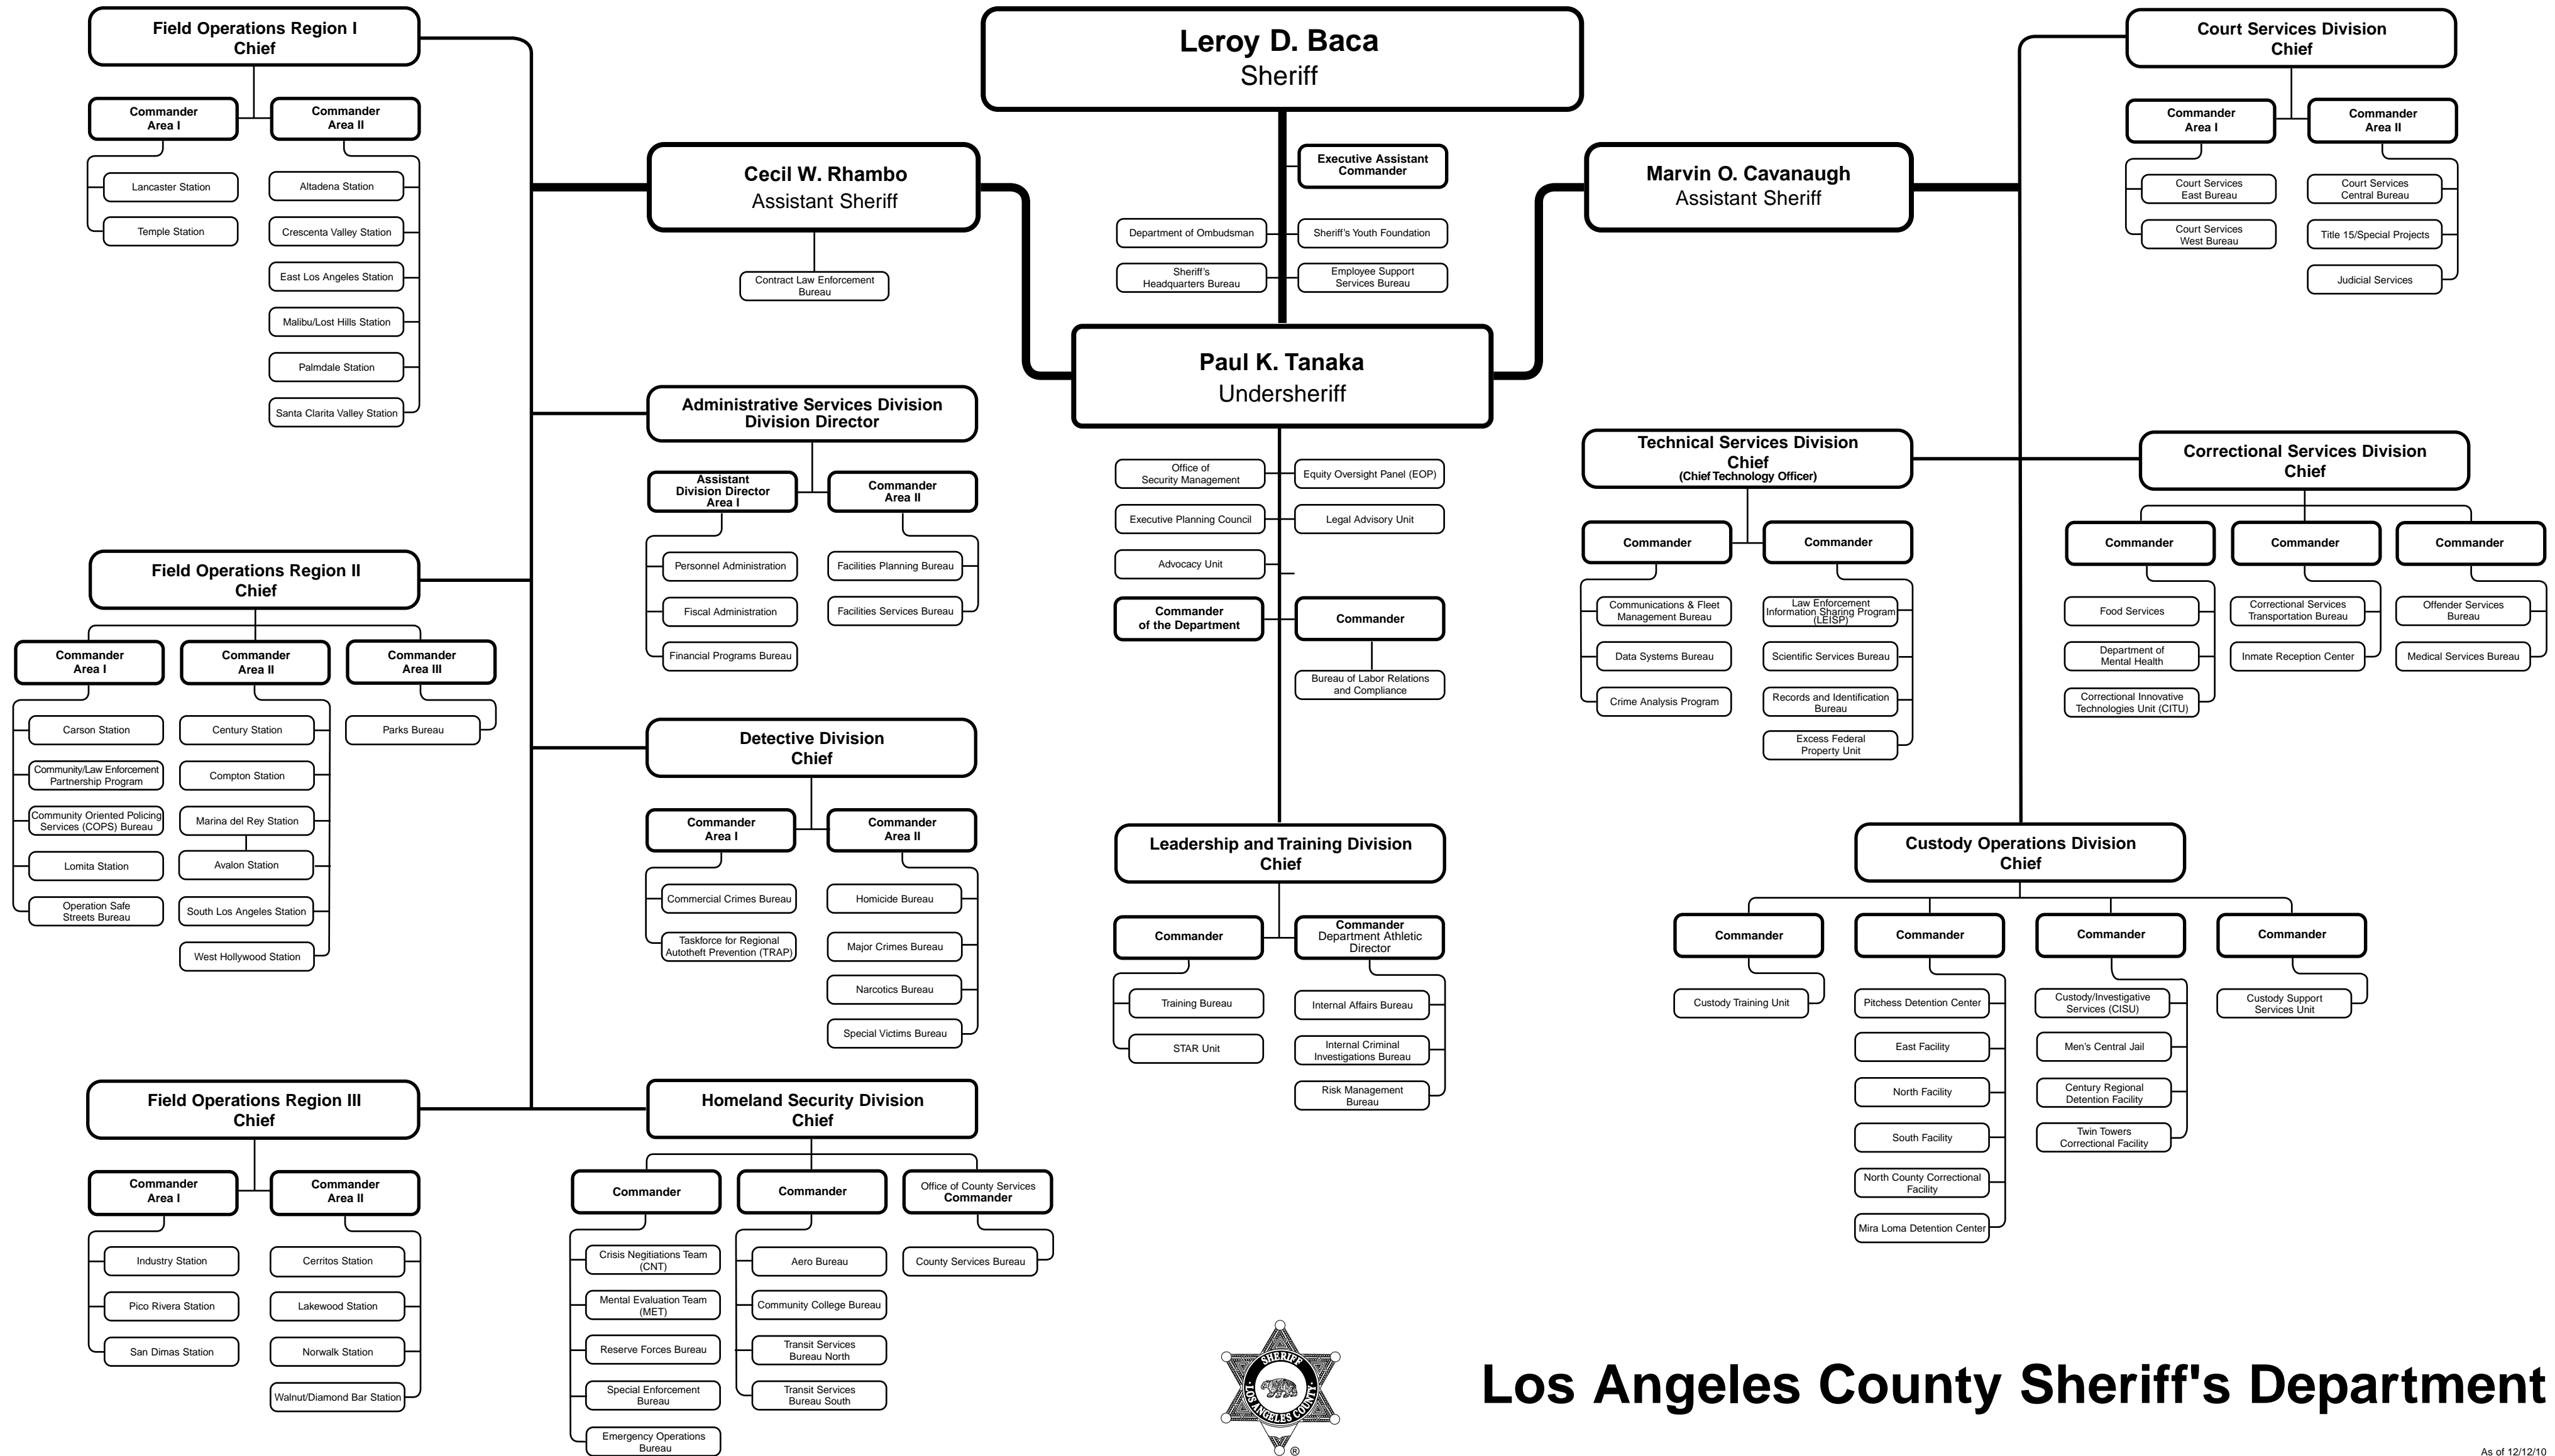 Field Operations Region I
Chief
Commander
Area I
Lancaster Station
Temple Station
Commander
Area II
Altadena Station
Crescenta Valley Station
East Los Angeles Station
Malibu/Lost Hills Station
Palmdale Station
Santa Clarita Valley Station
Leroy D. Baca
Sheriff
Executive Assistant
Commander
Department of Ombudsman
Sheriff’s Youth Foundation
Sheriff’s
Headquarters Bureau
Employee Support
Services Bureau
Cecil W. Rhambo
Assistant Sheriff
Contract Law Enforcement
Bureau
Marvin O. Cavanaugh
Assistant Sheriff
Court Services Division
Chief
Commander
Area I
Court Services
East Bureau
Court Services
West Bureau
Commander
Area II
Court Services
Central Bureau
Title 15/Special Projects
Judicial Services
Paul K. Tanaka
Undersheriff
Office of
Security Management
Equity Oversight Panel (EOP)
Executive Planning Council
Legal Advisory Unit
Advocacy Unit
Commander
of the Department
Commander
Bureau of Labor Relations
and Compliance
Administrative Services Division
Division Director
Assistant
Division Director
Area I
Personnel Administration
Fiscal Administration
Financial Programs Bureau
Commander
Area II
Facilities Planning Bureau
Facilities Services Bureau
Technical Services Division
Chief
(Chief Technology Officer)
Commander
Communications & Fleet
Management Bureau
Data Systems Bureau
Crime Analysis Program
Commander
Law Enforcement
Information Sharing Program
(LEISP)
Scientific Services Bureau
Records and Identification
Bureau
Excess Federal
Property Unit
Correctional Services Division
Chief
Commander
Food Services
Department of
Mental Health
Correctional Innovative
Technologies Unit (CITU)
Commander
Correctional Services
Transportation Bureau
Inmate Reception Center
Commander
Offender Services
Bureau
Medical Services Bureau
Field Operations Region II
Chief
Commander
Area I
Carson Station
Community/Law Enforcement
Partnership Program
Community Oriented Policing
Services (COPS) Bureau
Lomita Station
Operation Safe
Streets Bureau
Commander
Area II
Century Station
Compton Station
Marina del Rey Station
Avalon Station
South Los Angeles Station
West Hollywood Station
Commander
Area III
Parks Bureau
Detective Division
Chief
Commander
Area I
Commercial Crimes Bureau
Taskforce for Regional
Autotheft Prevention (TRAP)
Commander
Area II
Homicide Bureau
Major Crimes Bureau
Narcotics Bureau
Special Victims Bureau
Leadership and Training Division
Chief
Commander
Training Bureau
STAR Unit
Commander
Department Athletic
Director
Internal Affairs Bureau
Internal Criminal
Investigations Bureau
Risk Management
Bureau
Custody Operations Division
Chief
Commander
Custody Training Unit
Commander
Pitchess Detention Center
East Facility
North Facility
South Facility
North County Correctional
Facility
Mira Loma Detention Center
Commander
Custody/Investigative
Services (CISU)
Men’s Central Jail
Century Regional
Detention Facility
Twin Towers
Correctional Facility
Commander
Custody Support
Services Unit
Field Operations Region III
Chief
Commander
Area I
Industry Station
Pico Rivera Station
San Dimas Station
Commander
Area II
Cerritos Station
Lakewood Station
Norwalk Station
Walnut/Diamond Bar Station
Homeland Security Division
Chief
Commander
Crisis Negitiations Team
(CNT)
Mental Evaluation Team
(MET)
Reserve Forces Bureau
Special Enforcement
Bureau
Emergency Operations
Bureau
Commander
Aero Bureau
Community College Bureau
Transit Services
Bureau North
Transit Services
Bureau South
Office of County Services
Commander
County Services Bureau
SHERIFF
LOS ANGELES COUNTY
®
Los Angeles County Sheriff's Department
As of 12/12/10